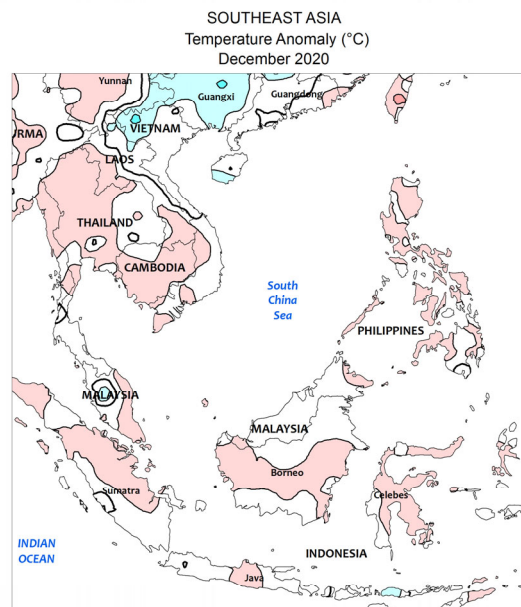 SOUTHEAST ASIA
Temperature Anomaly (°C)
December 2020
Yunnan
Guangxi
Guangdong
URMA
VIETNAM
LAOS
THAILAND
CAMBODIA
South
China
Sea
PHILIPPINES
MALAYSIA
MALAYSIA
Borneo
Sumatra
Celebes
INDIAN
OCEAN
INDONESIA
Java